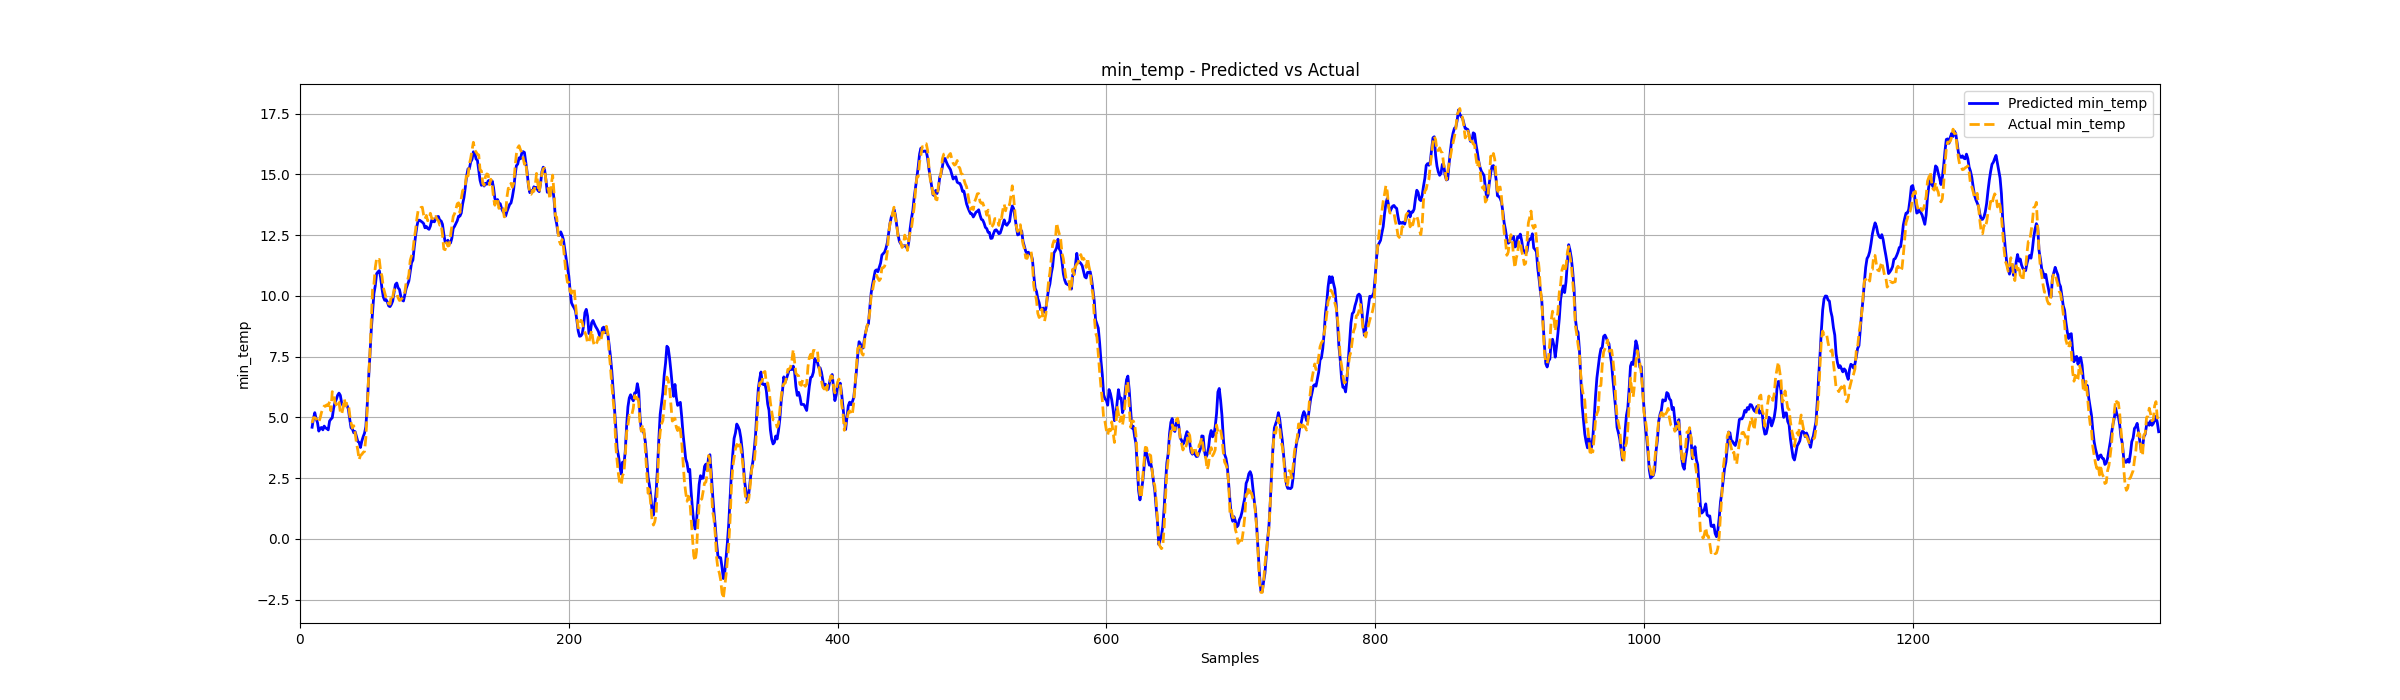 min_temp - Predicted vs Actual
Predicted min_temp
Actual min_temp
min_temp
17.5
15.0
12.5
10.0
7.5
5.0
2.5
0.0
−2.5
0 200 400 600 800 1000 1200
Samples